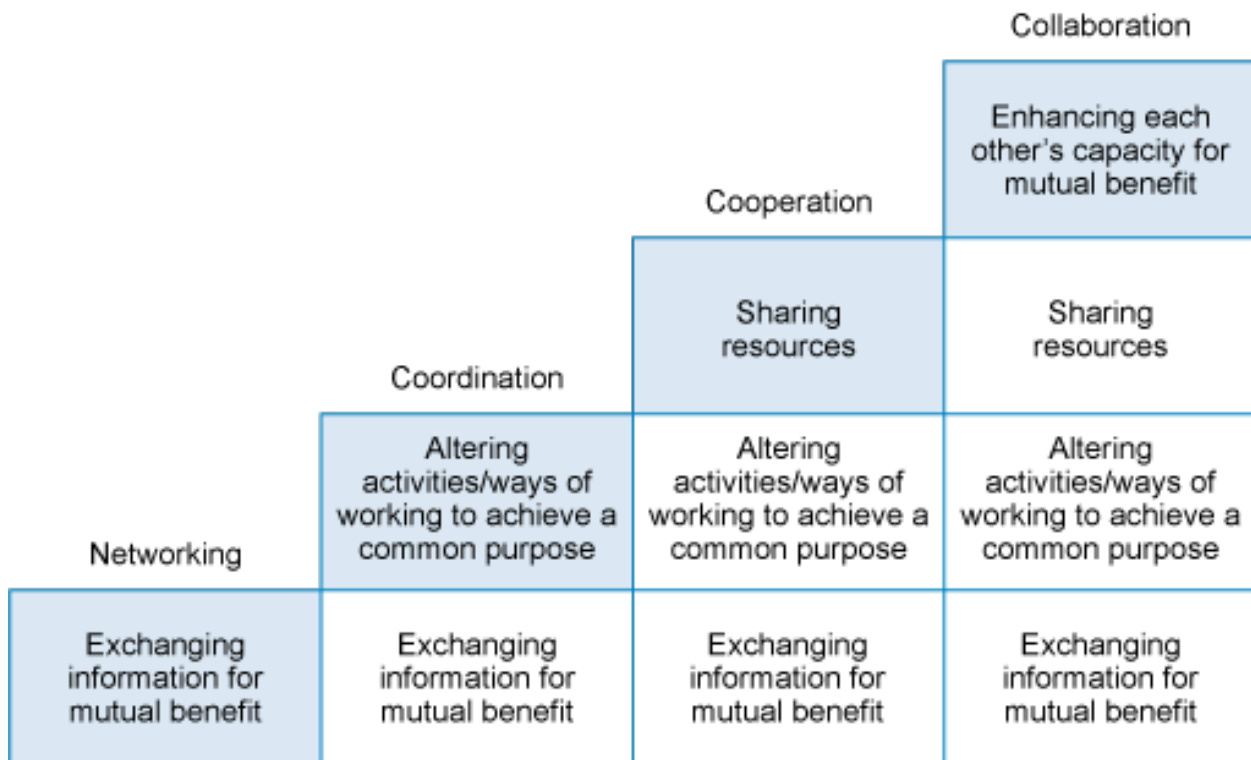 Collaboration
Enhancing each
other's capacity for
mutual benefit
Cooperation
Sharing
resources
Sharing
resources
Coordination
Altering
activities/ways of
working to achieve a
common purpose
Altering
activities/ways of
working to achieve a
common purpose
Altering
activities/ways of
working to achieve a
common purpose
Networking
Exchanging
information for
mutual benefit
Exchanging
information for
mutual benefit
Exchanging
information for
mutual benefit
Exchanging
information for
mutual benefit